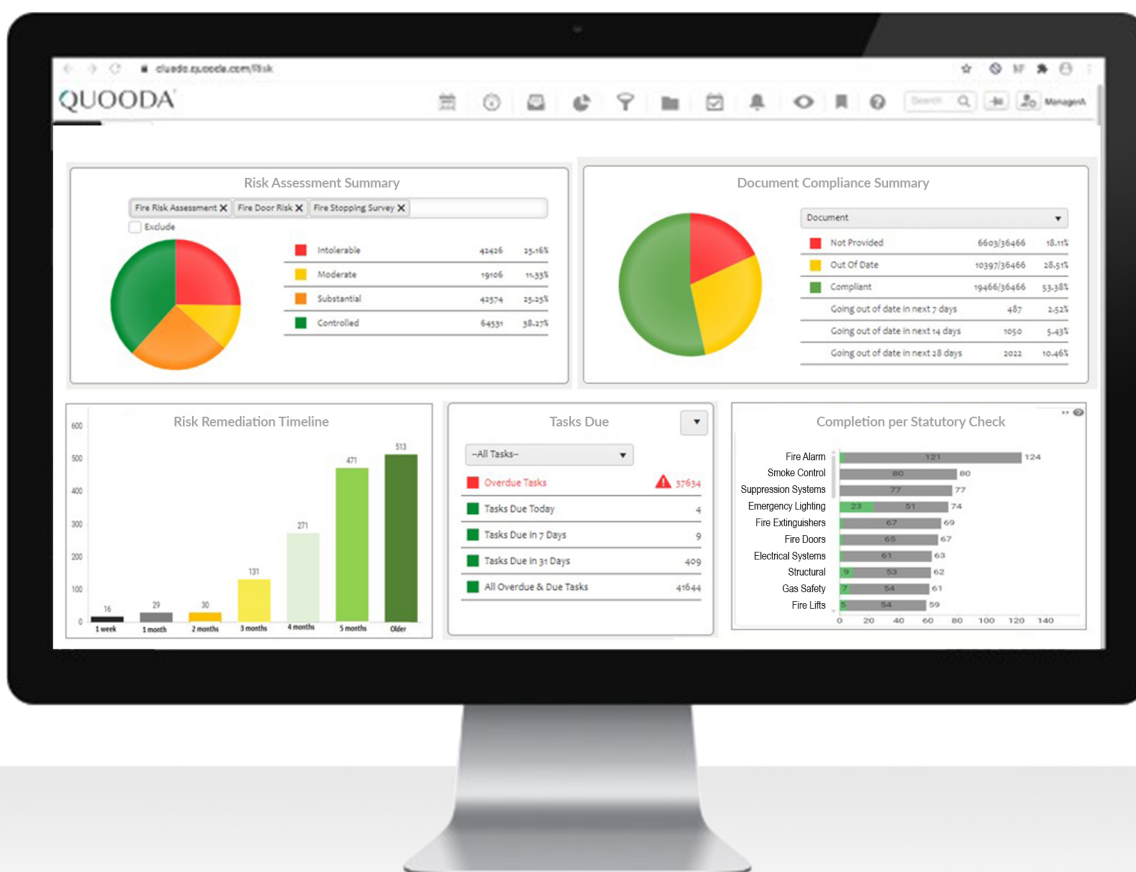 cluedo.quooda.com/Risk
QUOODA
Search
ManagerA
Risk Assessment Summary
Fire Risk Assessment X Fire Door Risk X Fire Stopping Survey X
Exclude
Intolerable 42426 25.16%
Moderate 19106 11.33%
Substantial 42574 25.25%
Controlled 64531 38.27%
Document Compliance Summary
Document
Not Provided 6603/36466 18.11%
Out Of Date 10397/36466 28.51%
Compliant 19466/36466 53.38%
Going out of date in next 7 days 487 2.52%
Going out of date in next 14 days 1050 5.43%
Going out of date in next 28 days 2022 10.46%
Risk Remediation Timeline
600
500
400
300
200
100
0
16 29 30 131 271 471 513
1 week 1 month 2 months 3 months 4 months 5 months Older
Tasks Due
--All Tasks--
Overdue Tasks 37634
Tasks Due Today 4
Tasks Due in 7 Days 9
Tasks Due in 31 Days 409
All Overdue & Due Tasks 41644
Completion per Statutory Check
Fire Alarm 121 124
Smoke Control 80 80
Suppression Systems 77 77
Emergency Lighting 23 51 74
Fire Extinguishers 67 69
Fire Doors 65 67
Electrical Systems 61 63
Structural 9 53 62
Gas Safety 7 54 61
Fire Lifts 5 54 59
0 20 40 60 80 100 120 140